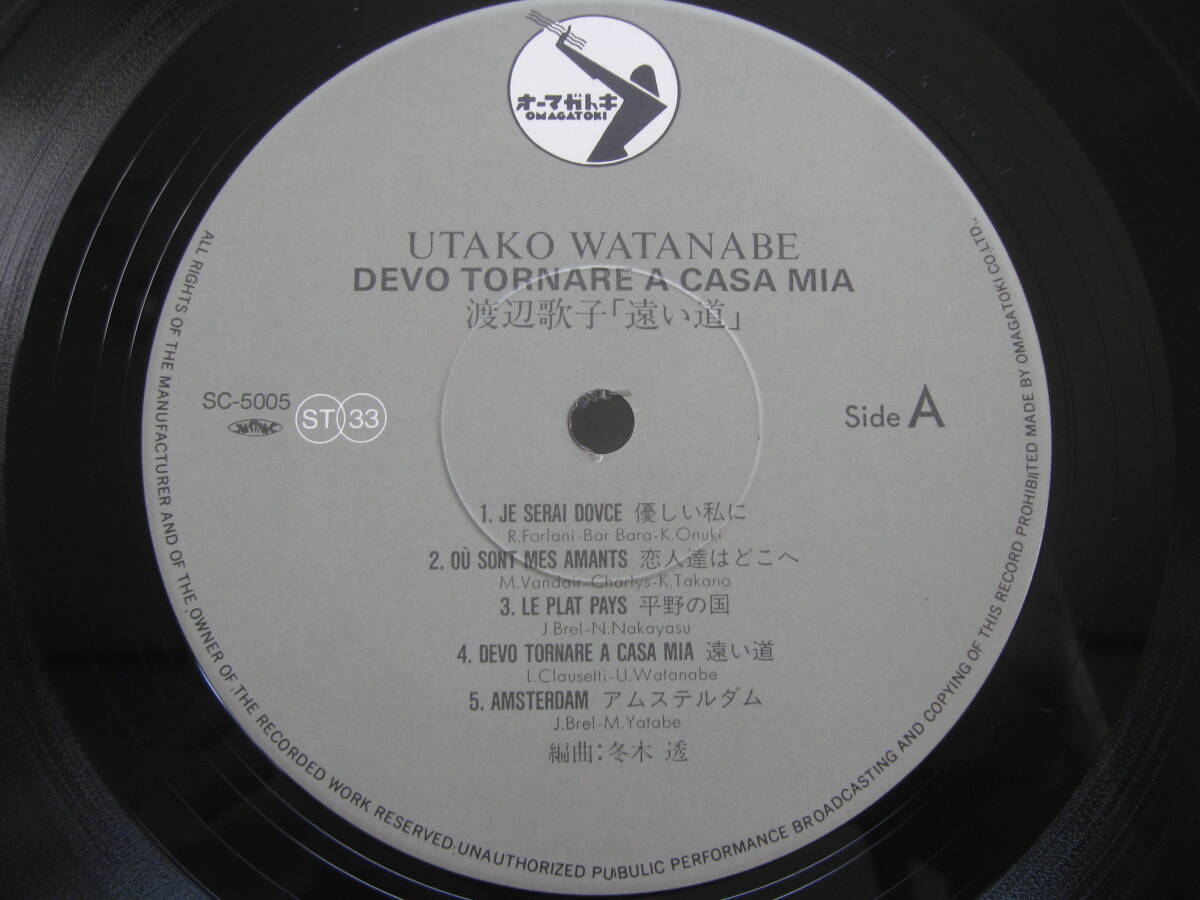 オーマガトキ
OMAGATOKI
UTAKO WATANABE
DEVO TORNARE A CASA MIA
渡辺歌子「遠い道」
SC-5005
ST 33
Side A
1. JE SERAI DOVCE 優しい私に
R.Forlani-Bar Bara-K.Onuki
2. OÙ SONT MES AMANTS 恋人達はどこへ
M.Vandair-Charlys-K.Takano
3. LE PLAT PAYS 平野の国
J.Brel-N.Nakayasu
4. DEVO TORNARE A CASA MIA 遠い道
L.Clausetti-U.Watanabe
5. AMSTERDAM アムステルダム
J.Brel-M.Yatabe
編曲:冬木 透
ALL RIGHTS OF THE MANUFACTURER AND OF THE OWNER OF THE RECORDED WORK RESERVED. UNAUTHORIZED PUIBULIC PERFORMANCE BROADCASTING AND COPYING OF THIS RECORD PROHIBITED MADE BY OMAGATOKI CO.,LTD.,